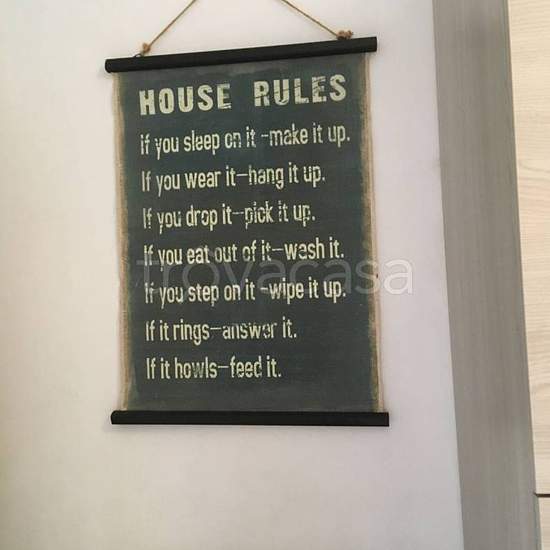 HOUSE RULES
If you sleep on it-make it up.
If you wear it-hang it up.
If you drop it-pick it up.
If you eat out of it-wash it.
If you step on it-wipe it up.
If it rings-answer it.
If it howls-feed it.
trovacasa